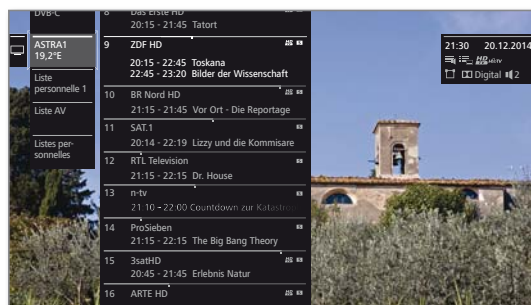 DVB-C
ASTRA1
19,2°E
Liste
personnelle 1
Liste AV
Listes per-
sonnelles
8 Das Erste HD
20:15 - 21:45 Tatort
9 ZDF HD
20:15 - 22:45 Toskana
22:45 - 23:20 Bilder der Wissenschaft
10 BR Nord HD
21:15 - 21:45 Vor Ort - Die Reportage
11 SAT.1
20:14 - 22:19 Lizzy und die Kommisare
12 RTL Television
21:15 - 22:15 Dr. House
13 n-tv
21:10 - 22:00 Countdown zur Katastro
14 ProSieben
21:15 - 22:15 The Big Bang Theory
15 3satHD
20:45 - 21:45 Erlebnis Natur
16 ARTE HD
21:30 20.12.2014
HD HDTV
Digital 2